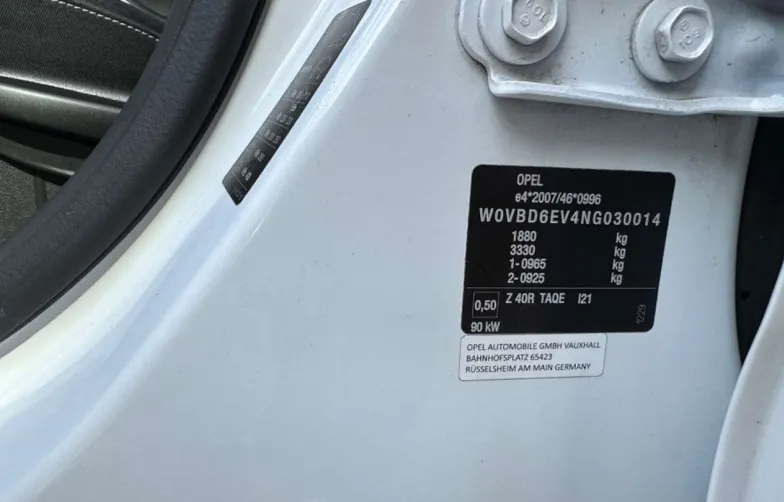 OPEL
e4*2007/46*0996
W0VBD6EV4NG030014
1880 kg
3330 kg
1-0965 kg
2-0925 kg
0,50 Z 40R TAQE I21
90 kW
1229
OPEL AUTOMOBILE GMBH VAUXHALL
BAHNHOFSPLATZ 65423
RÜSSELSHEIM AM MAIN GERMANY